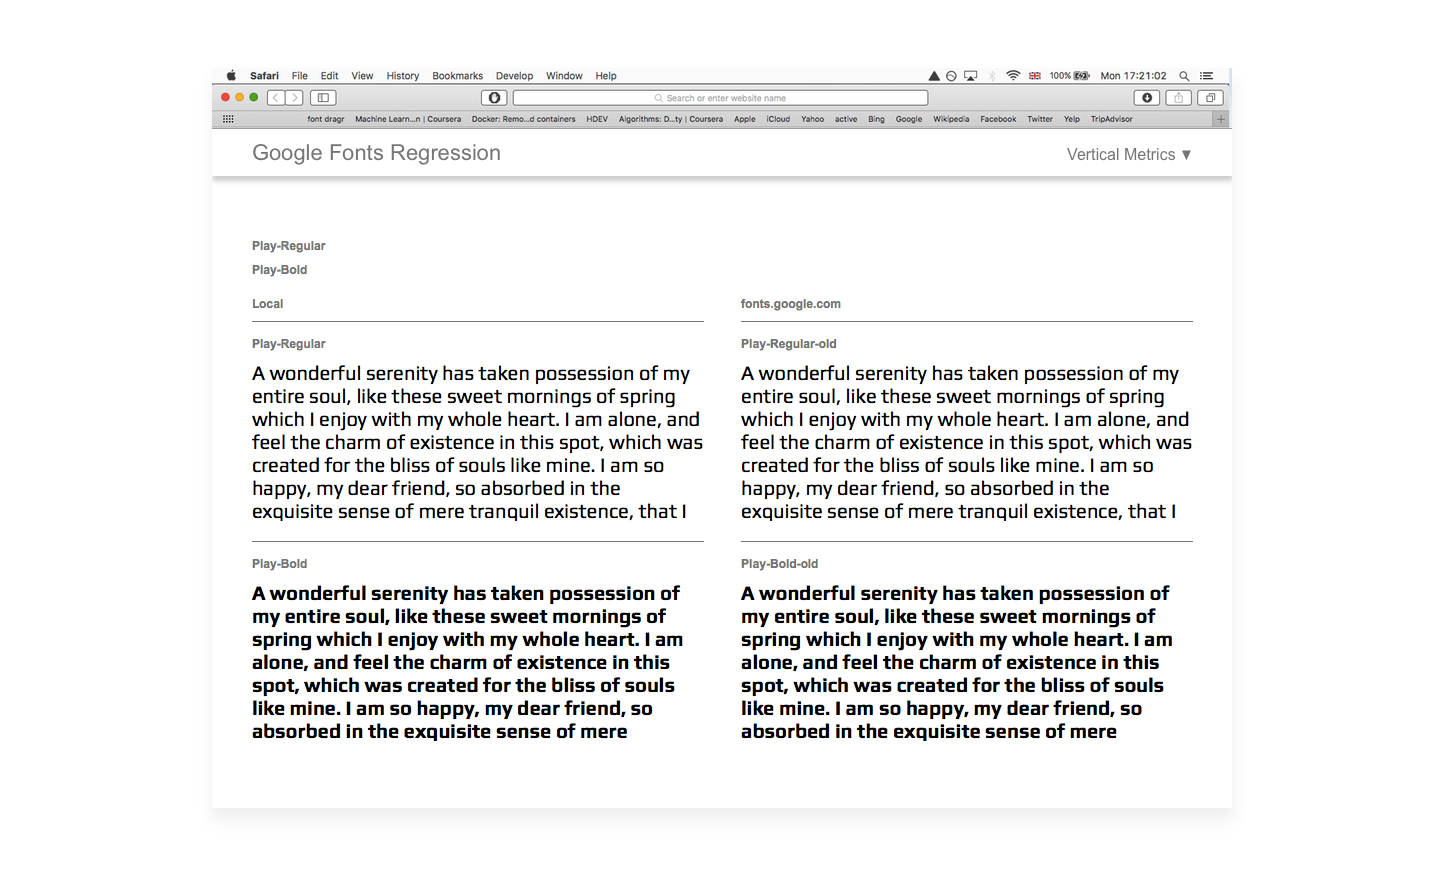 Safari File Edit View History Bookmarks Develop Window Help 100% Mon 17:21:02
Search or enter website name
font dragr Machine Learn...n | Coursera Docker: Remo...d containers HDEV Algorithms: D...ty | Coursera Apple iCloud Yahoo active Bing Google Wikipedia Facebook Twitter Yelp TripAdvisor
Google Fonts Regression Vertical Metrics ▼
Play-Regular
Play-Bold
Local
Play-Regular
A wonderful serenity has taken possession of my
entire soul, like these sweet mornings of spring
which I enjoy with my whole heart. I am alone, and
feel the charm of existence in this spot, which was
created for the bliss of souls like mine. I am so
happy, my dear friend, so absorbed in the
exquisite sense of mere tranquil existence, that I
Play-Bold
A wonderful serenity has taken possession of
my entire soul, like these sweet mornings of
spring which I enjoy with my whole heart. I am
alone, and feel the charm of existence in this
spot, which was created for the bliss of souls
like mine. I am so happy, my dear friend, so
absorbed in the exquisite sense of mere
fonts.google.com
Play-Regular-old
A wonderful serenity has taken possession of my
entire soul, like these sweet mornings of spring
which I enjoy with my whole heart. I am alone, and
feel the charm of existence in this spot, which was
created for the bliss of souls like mine. I am so
happy, my dear friend, so absorbed in the
exquisite sense of mere tranquil existence, that I
Play-Bold-old
A wonderful serenity has taken possession of
my entire soul, like these sweet mornings of
spring which I enjoy with my whole heart. I am
alone, and feel the charm of existence in this
spot, which was created for the bliss of souls
like mine. I am so happy, my dear friend, so
absorbed in the exquisite sense of mere